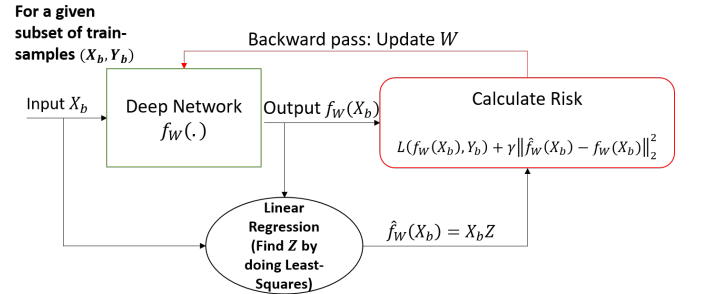 For a given
subset of train-
samples (X_b, Y_b)
Backward pass: Update W
Input X_b
Deep Network
f_W(.)
Output f_W(X_b)
Calculate Risk
L(f_W(X_b), Y_b) + γ‖f̂_W(X_b) − f_W(X_b)‖₂²
Linear
Regression
(Find Z by
doing Least-
Squares)
f̂_W(X_b) = X_bZ